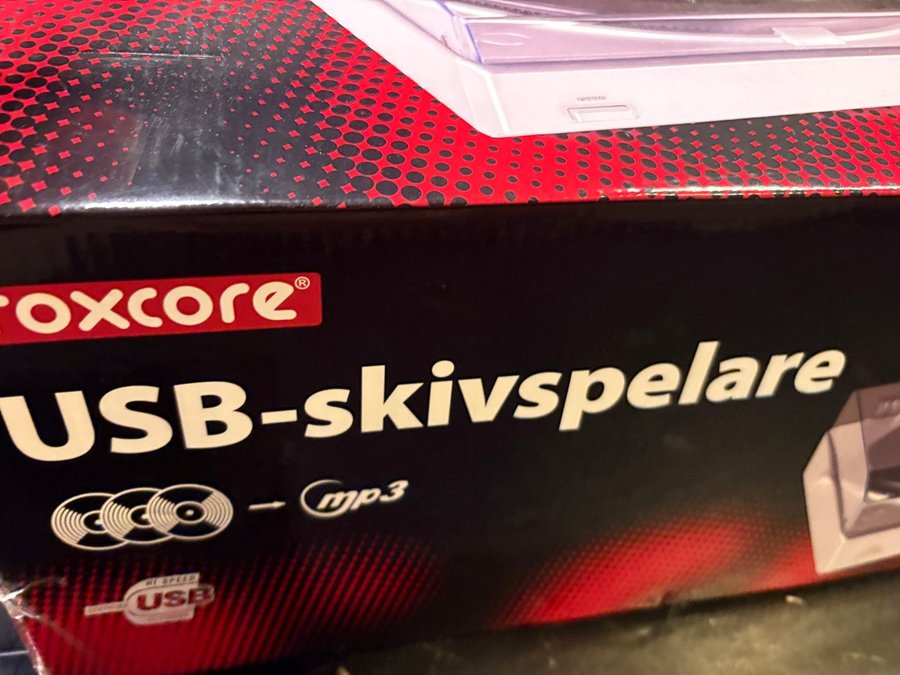 roxcore®
USB-skivspelare
mp3
HI-SPEED
USB